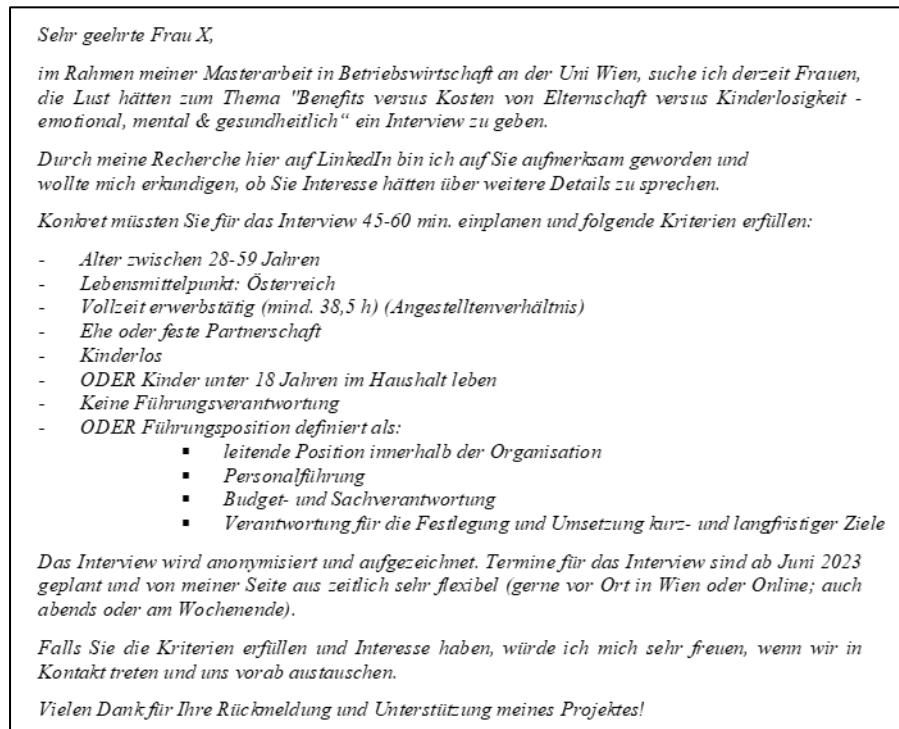 Sehr geehrte Frau X,
im Rahmen meiner Masterarbeit in Betriebswirtschaft an der Uni Wien, suche ich derzeit Frauen,
die Lust hätten zum Thema "Benefits versus Kosten von Elternschaft versus Kinderlosigkeit -
emotional, mental & gesundheitlich“ ein Interview zu geben.
Durch meine Recherche hier auf LinkedIn bin ich auf Sie aufmerksam geworden und
wollte mich erkundigen, ob Sie Interesse hätten über weitere Details zu sprechen.
Konkret müssten Sie für das Interview 45-60 min. einplanen und folgende Kriterien erfüllen:
- Alter zwischen 28-59 Jahren
- Lebensmittelpunkt: Österreich
- Vollzeit erwerbstätig (mind. 38,5 h) (Angestelltenverhältnis)
- Ehe oder feste Partnerschaft
- Kinderlos
- ODER Kinder unter 18 Jahren im Haushalt leben
- Keine Führungsverantwortung
- ODER Führungsposition definiert als:
▪ leitende Position innerhalb der Organisation
▪ Personalführung
▪ Budget- und Sachverantwortung
▪ Verantwortung für die Festlegung und Umsetzung kurz- und langfristiger Ziele
Das Interview wird anonymisiert und aufgezeichnet. Termine für das Interview sind ab Juni 2023
geplant und von meiner Seite aus zeitlich sehr flexibel (gerne vor Ort in Wien oder Online; auch
abends oder am Wochenende).
Falls Sie die Kriterien erfüllen und Interesse haben, würde ich mich sehr freuen, wenn wir in
Kontakt treten und uns vorab austauschen.
Vielen Dank für Ihre Rückmeldung und Unterstützung meines Projektes!